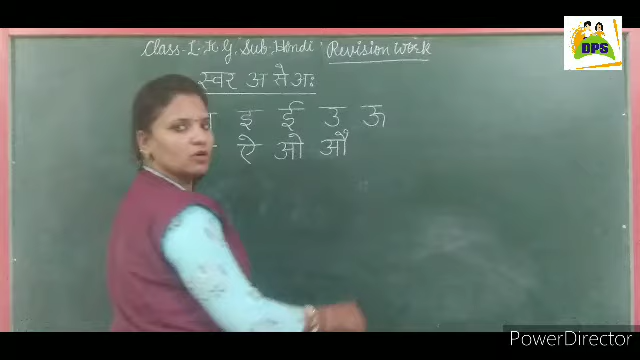 Class-L.K.G. Sub. Hindi Revision work
स्वर अ से अः
इ ई उ ऊ
ऐ ओ औ
DPS
PowerDirector